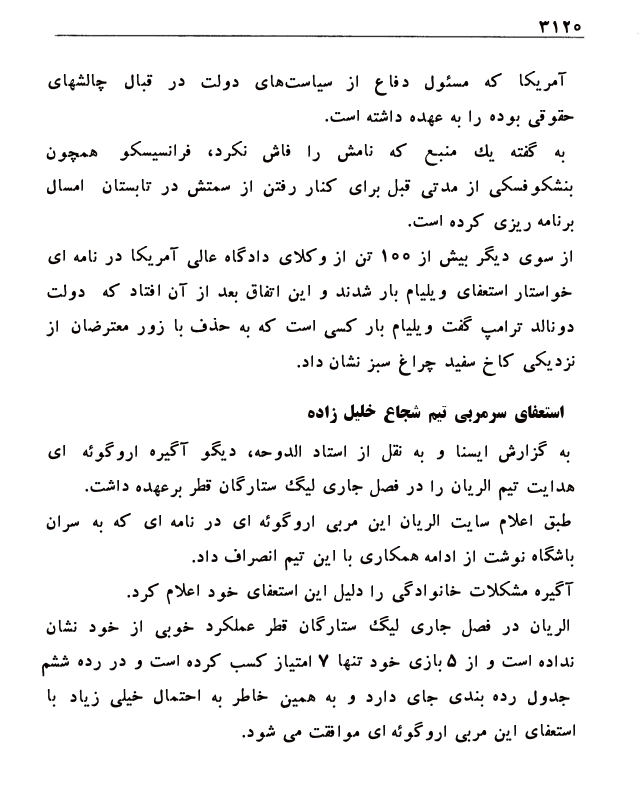 ۳۱۲۰
آمریکا که مسئول دفاع از سیاست‌های دولت در قبال چالشهای
حقوقی بوده را به عهده داشته است.
به گفته یك منبع که نامش را فاش نکرد، فرانسیسکو همچون
بنشکوفسکی از مدتی قبل برای کنار رفتن از سمتش در تابستان امسال
برنامه ریزی کرده است.
از سوی دیگر بیش از ۱۰۰ تن از وکلای دادگاه عالی آمریکا در نامه ای
خواستار استعفای ویلیام بار شدند و این اتفاق بعد از آن افتاد که دولت
دونالد ترامپ گفت ویلیام بار کسی است که به حذف با زور معترضان از
نزدیکی کاخ سفید چراغ سبز نشان داد.
استعفای سرمربی تیم شجاع خلیل زاده
به گزارش ایسنا و به نقل از استاد الدوحه، دیگو آگیره اروگوئه ای
هدایت تیم الریان را در فصل جاری لیگ ستارگان قطر برعهده داشت.
طبق اعلام سایت الریان این مربی اروگوئه ای در نامه ای که به سران
باشگاه نوشت از ادامه همکاری با این تیم انصراف داد.
آگیره مشکلات خانوادگی را دلیل این استعفای خود اعلام کرد.
الریان در فصل جاری لیگ ستارگان قطر عملکرد خوبی از خود نشان
نداده است و از ۵ بازی خود تنها ۷ امتیاز کسب کرده است و در رده ششم
جدول رده بندی جای دارد و به همین خاطر به احتمال خیلی زیاد با
استعفای این مربی اروگوئه ای موافقت می شود.